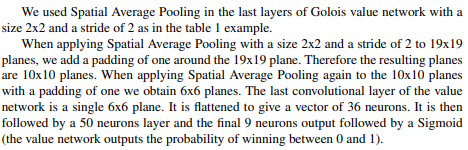 We used Spatial Average Pooling in the last layers of Golois value network with a
size 2x2 and a stride of 2 as in the table 1 example.
When applying Spatial Average Pooling with a size 2x2 and a stride of 2 to 19x19
planes, we add a padding of one around the 19x19 plane. Therefore the resulting planes
are 10x10 planes. When applying Spatial Average Pooling again to the 10x10 planes
with a padding of one we obtain 6x6 planes. The last convolutional layer of the value
network is a single 6x6 plane. It is flattened to give a vector of 36 neurons. It is then
followed by a 50 neurons layer and the final 9 neurons output followed by a Sigmoid
(the value network outputs the probability of winning between 0 and 1).